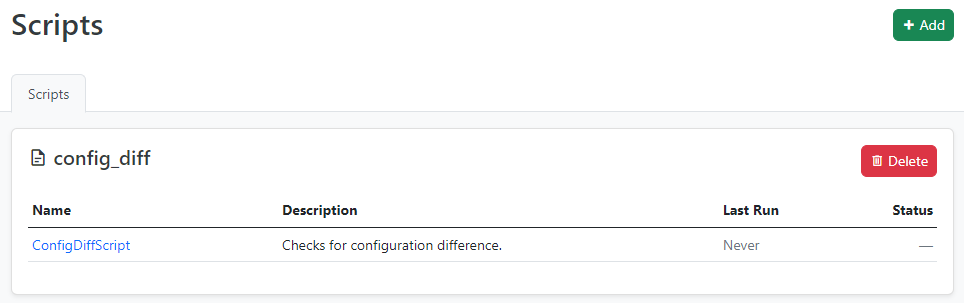 Scripts
+ Add
Scripts
config_diff
Delete
Name Description Last Run Status
ConfigDiffScript Checks for configuration difference. Never —